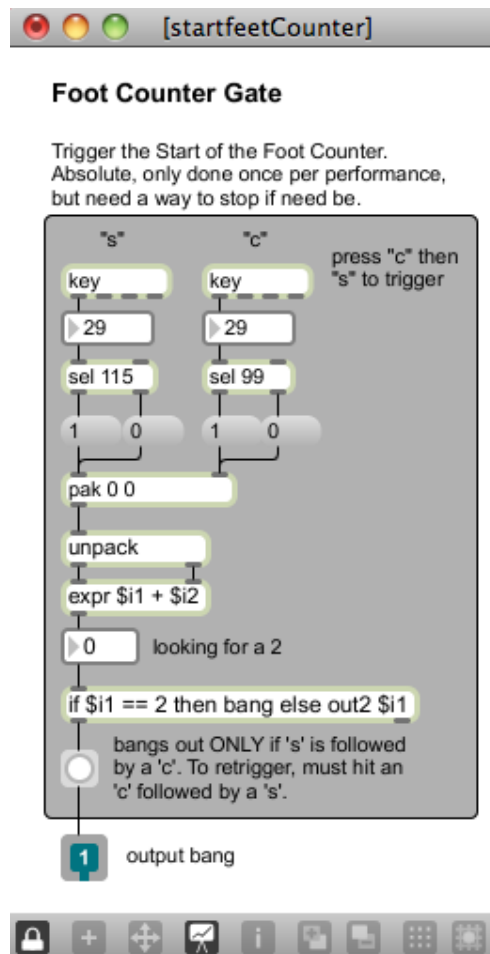 [startfeetCounter]
Foot Counter Gate
Trigger the Start of the Foot Counter.
Absolute, only done once per performance,
but need a way to stop if need be.
"s"
"c"
press "c" then
"s" to trigger
key
key
29
29
sel 115
sel 99
1
0
1
0
pak 0 0
unpack
expr $i1 + $i2
0
looking for a 2
if $i1 == 2 then bang else out2 $i1
bangs out ONLY if 's' is followed
by a 'c'. To retrigger, must hit an
'c' followed by a 's'.
1
output bang